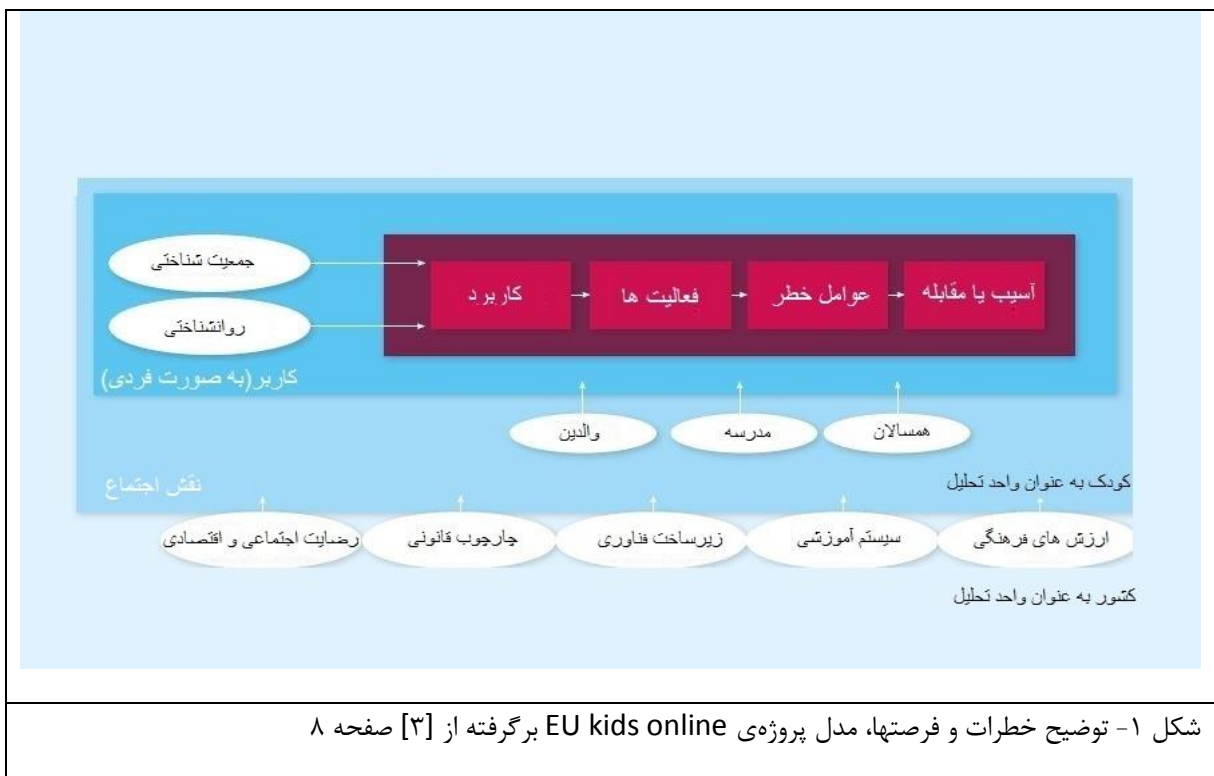 جمعیت شناختی
روانشناختی
کاربر(به صورت فردی)
کاربرد
فعالیت ها
عوامل خطر
آسیب یا مقابله
والدین
مدرسه
همسالان
نقش اجتماع
کودک به عنوان واحد تحلیل
رضایت اجتماعی و اقتصادی
چارچوب قانونی
زیرساخت فناوری
سیستم آموزشی
ارزش های فرهنگی
کشور به عنوان واحد تحلیل
شکل ۱- توضیح خطرات و فرصتها، مدل پروژه‌ی EU kids online برگرفته از [۳] صفحه ۸